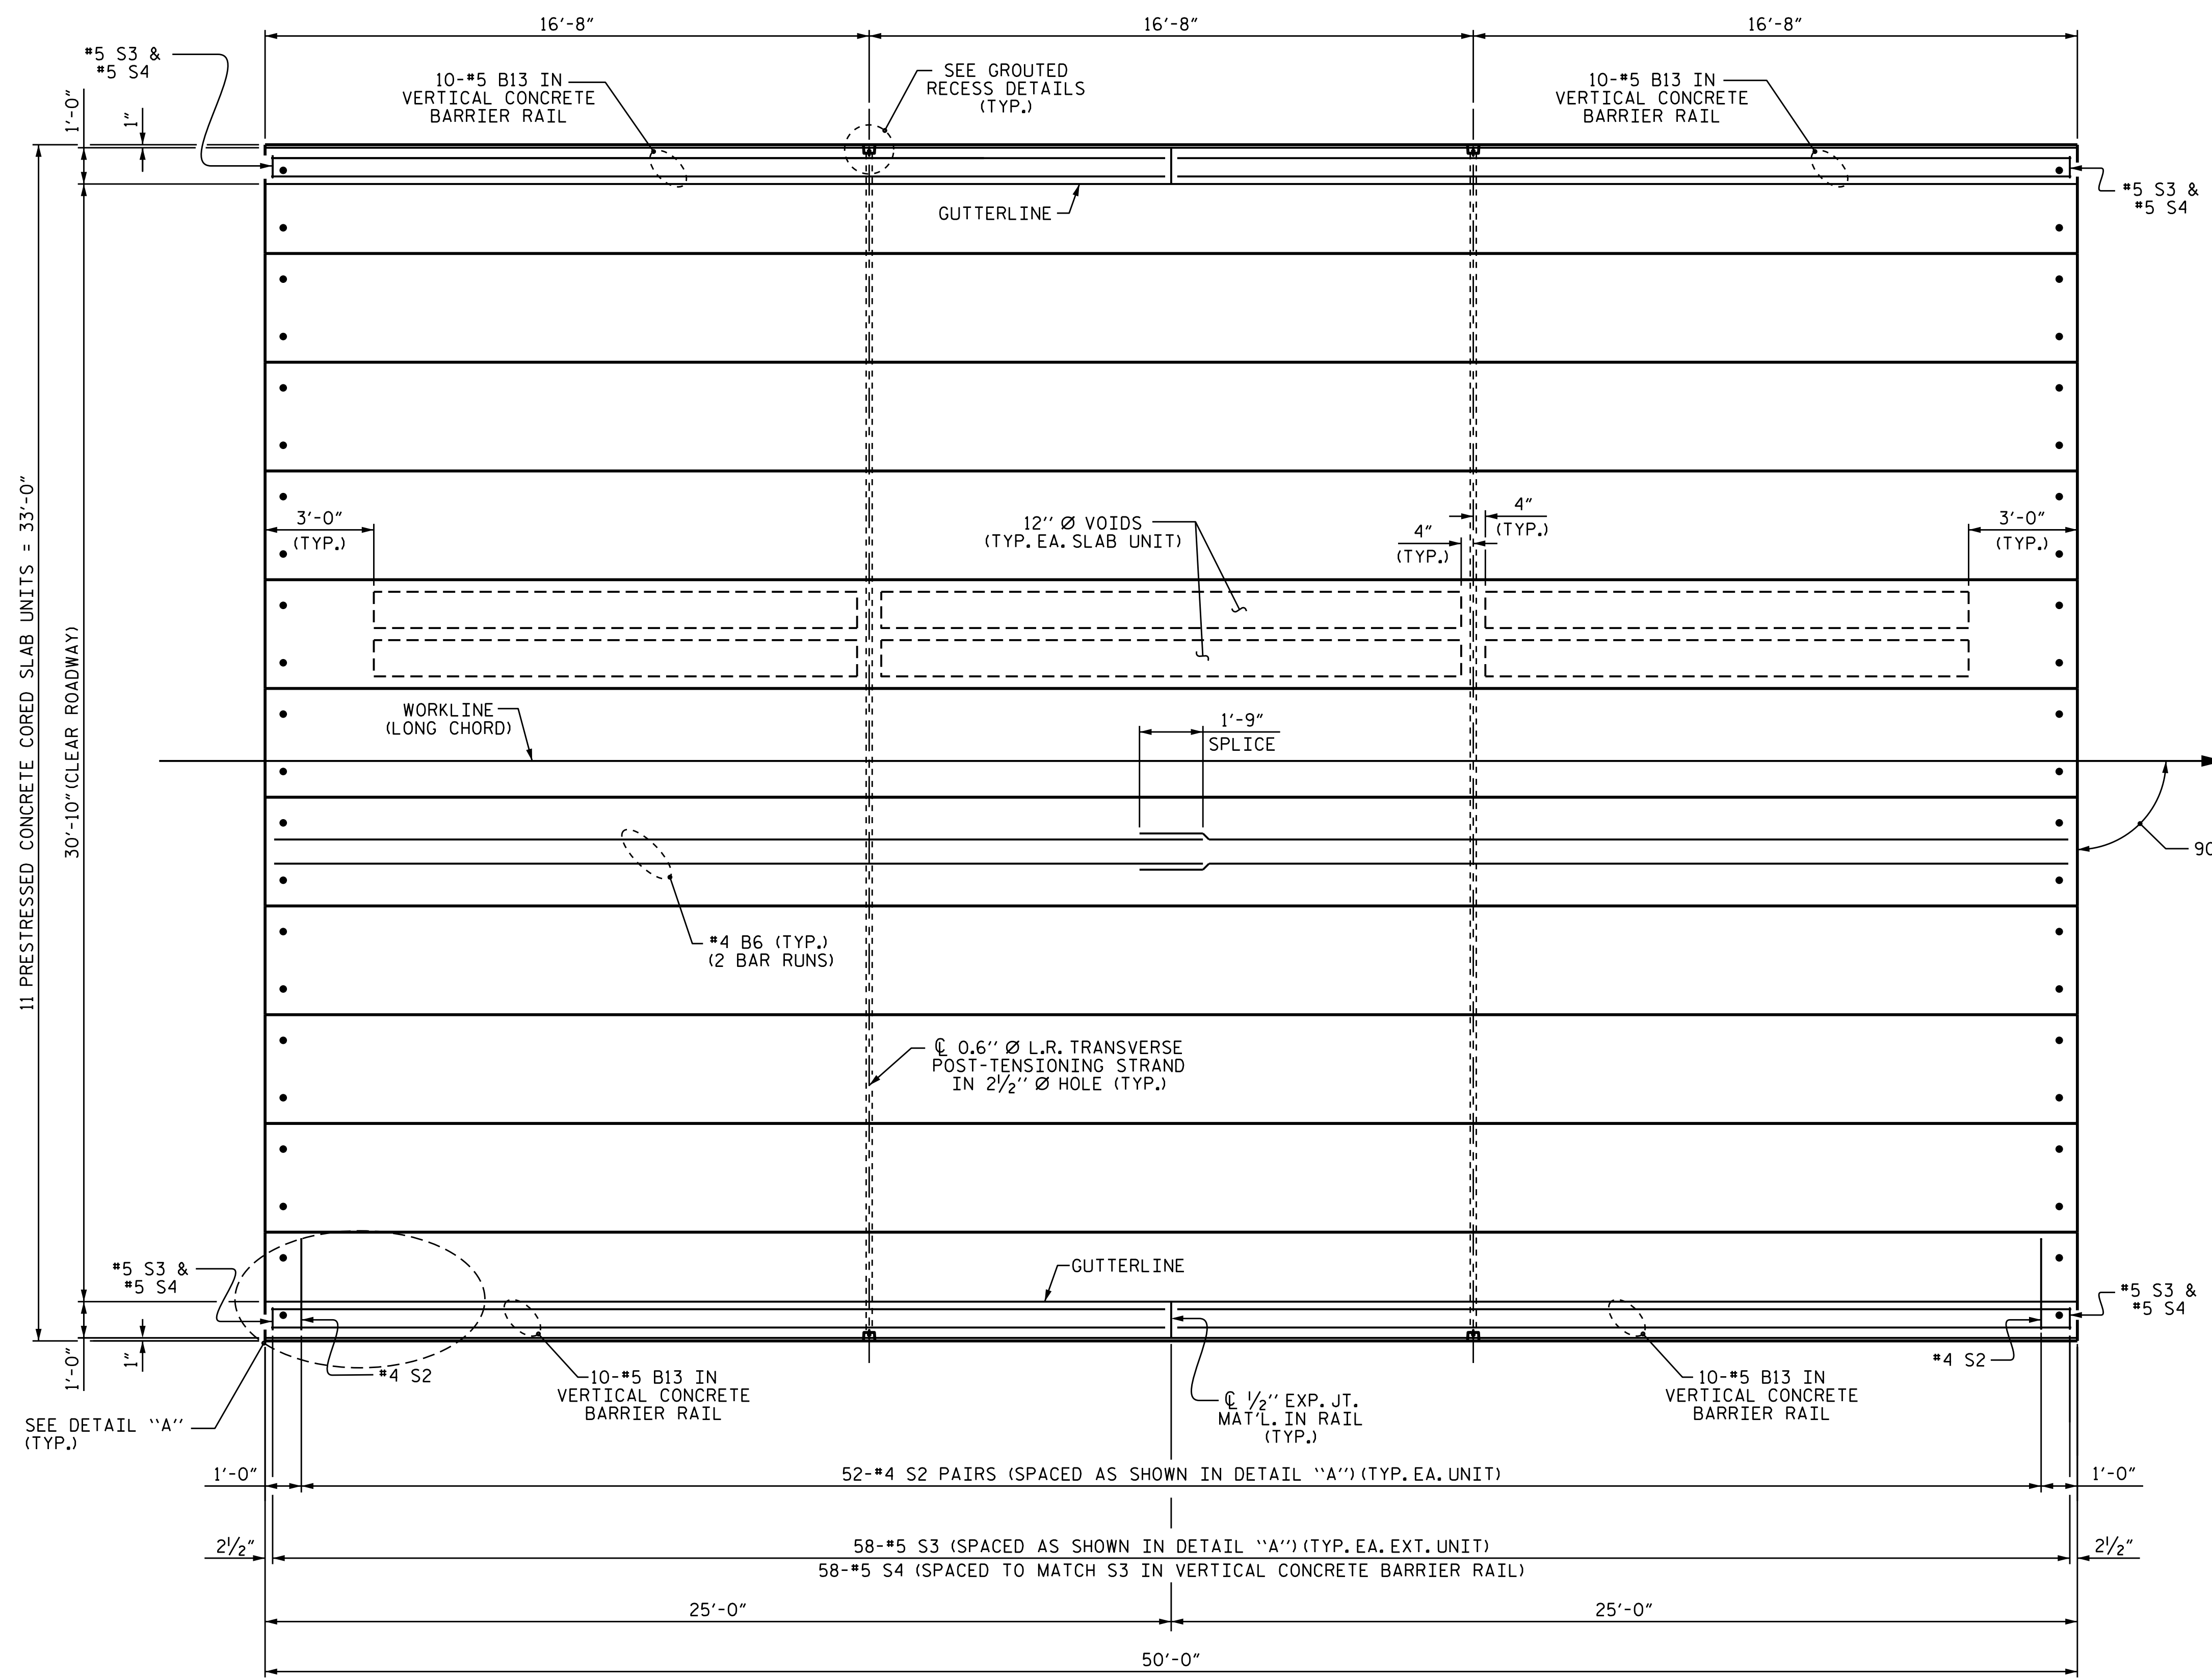 16'-8"
16'-8"
16'-8"
#5 S3 &
#5 S4
10-#5 B13 IN
VERTICAL CONCRETE
BARRIER RAIL
SEE GROUTED
RECESS DETAILS
(TYP.)
10-#5 B13 IN
VERTICAL CONCRETE
BARRIER RAIL
1'-0"
1"
#5 S3 &
#5 S4
GUTTERLINE
11 PRESTRESSED CONCRETE CORED SLAB UNITS = 33'-0"
30'-10" (CLEAR ROADWAY)
3'-0"
(TYP.)
12'' Ø VOIDS
(TYP. EA. SLAB UNIT)
4"
(TYP.)
4"
(TYP.)
3'-0"
(TYP.)
WORKLINE
(LONG CHORD)
1'-9"
SPLICE
90
#4 B6 (TYP.)
(2 BAR RUNS)
℄ 0.6'' Ø L.R. TRANSVERSE
POST-TENSIONING STRAND
IN 2½'' Ø HOLE (TYP.)
#5 S3 &
#5 S4
GUTTERLINE
#5 S3 &
#5 S4
1'-0"
1"
#4 S2
10-#5 B13 IN
VERTICAL CONCRETE
BARRIER RAIL
℄ ½'' EXP. JT.
MAT'L. IN RAIL
(TYP.)
10-#5 B13 IN
VERTICAL CONCRETE
BARRIER RAIL
#4 S2
SEE DETAIL ''A''
(TYP.)
1'-0"
52-#4 S2 PAIRS (SPACED AS SHOWN IN DETAIL ''A'') (TYP. EA. UNIT)
1'-0"
2½"
58-#5 S3 (SPACED AS SHOWN IN DETAIL ''A'') (TYP. EA. EXT. UNIT)
58-#5 S4 (SPACED TO MATCH S3 IN VERTICAL CONCRETE BARRIER RAIL)
2½"
25'-0"
25'-0"
50'-0"